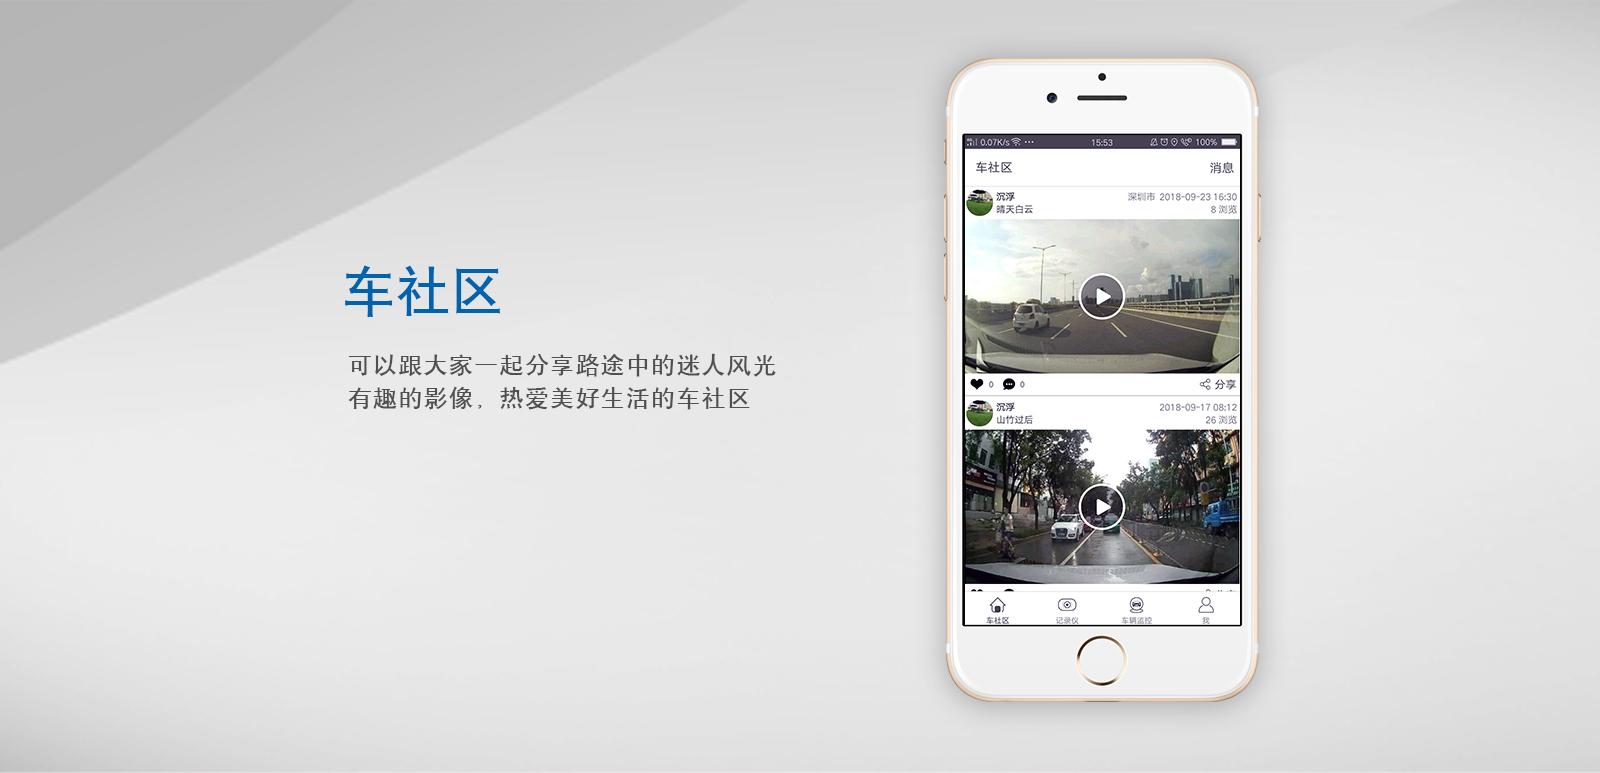 车社区
可以跟大家一起分享路途中的迷人风光
有趣的影像，热爱美好生活的车社区
0.07K/s 15:53 100%
车社区 消息
沉浮 深圳市 2018-09-23 16:30
晴天白云 8 浏览
0 0 分享
沉浮 2018-09-17 08:12
山竹过后 26 浏览
车社区 记录仪 车辆监控 我